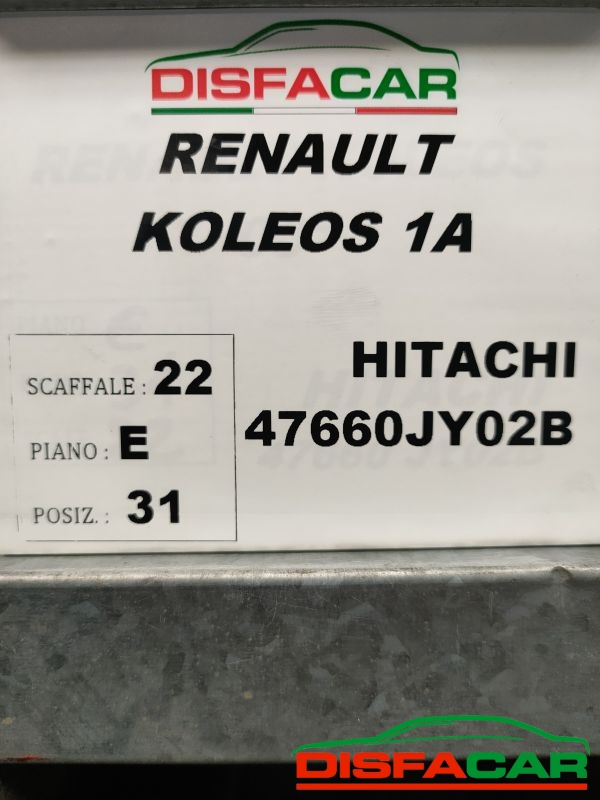 DISFACAR
RENAULT
KOLEOS 1A
SCAFFALE : 22
PIANO : E
POSIZ. : 31
HITACHI
47660JY02B
DISFACAR